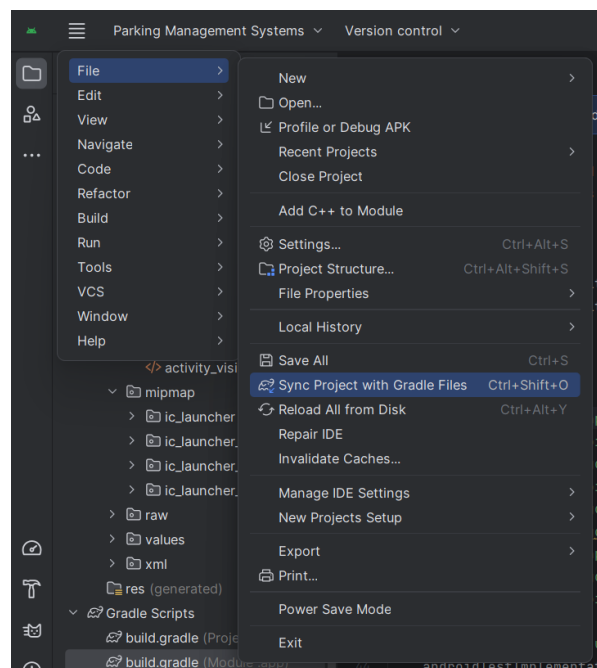 Parking Management Systems
Version control
File
Edit
View
Navigate
Code
Refactor
Build
Run
Tools
VCS
Window
Help
New
Open...
Profile or Debug APK
Recent Projects
Close Project
Add C++ to Module
Settings... Ctrl+Alt+S
Project Structure... Ctrl+Alt+Shift+S
File Properties
Local History
Save All Ctrl+S
Sync Project with Gradle Files Ctrl+Shift+O
Reload All from Disk Ctrl+Alt+Y
Repair IDE
Invalidate Caches...
Manage IDE Settings
New Projects Setup
Export
Print...
Power Save Mode
Exit
</> activity_visi
mipmap
ic_launcher
ic_launcher_
ic_launcher_
ic_launcher_
raw
values
xml
res (generated)
Gradle Scripts
build.gradle (Proje
build.gradle (Module :app)
androidTestImplementa